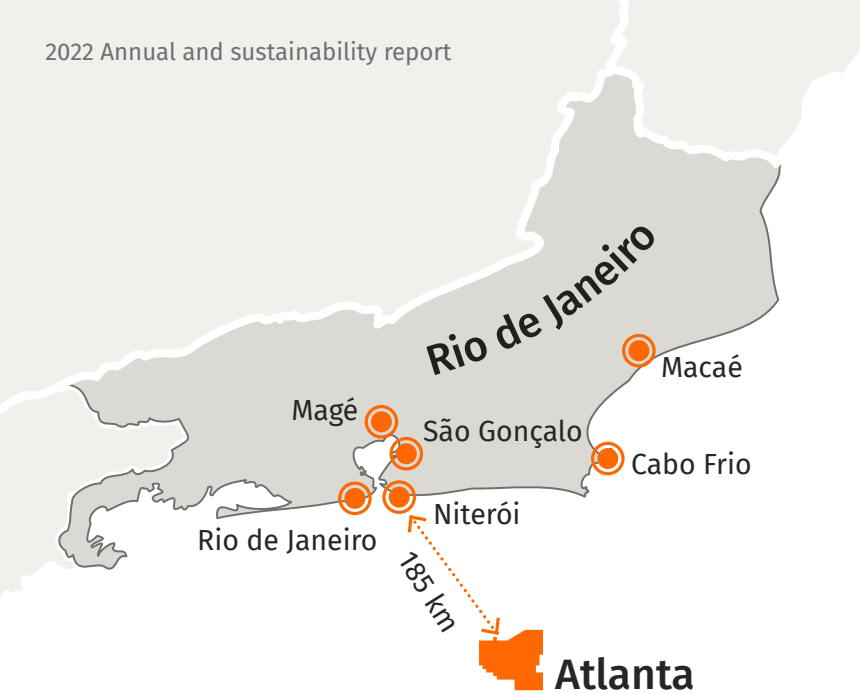 2022 Annual and sustainability report
Rio de Janeiro
Macaé
Magé
São Gonçalo
Cabo Frio
Niterói
Rio de Janeiro
185 km
Atlanta